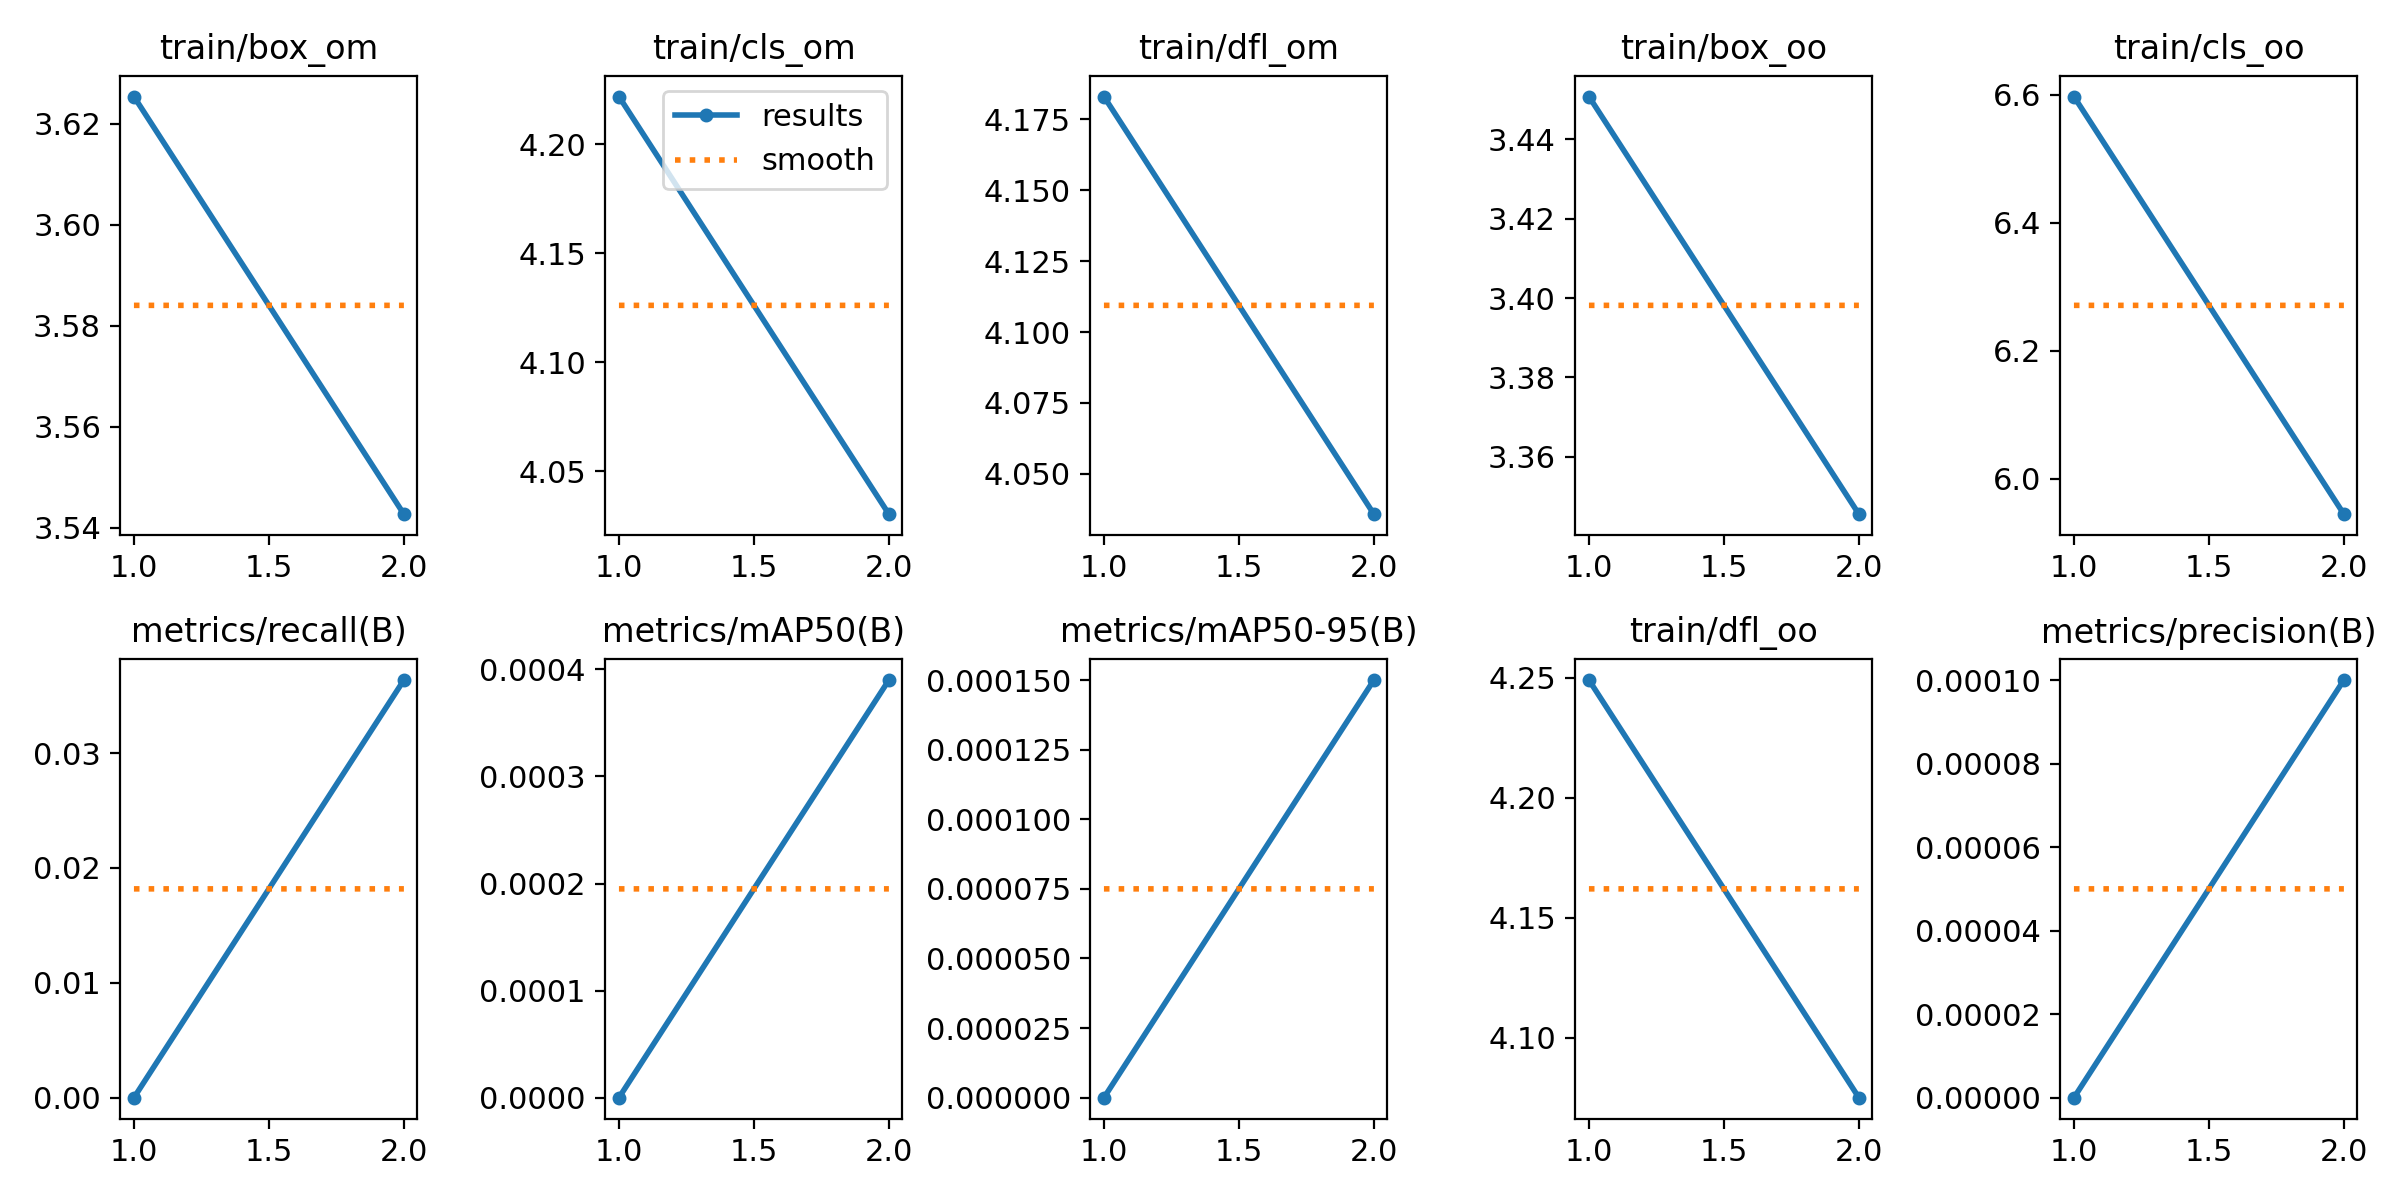 train/box_om
3.62
3.60
3.58
3.56
3.54
1.0 1.5 2.0
train/cls_om
results
smooth
4.20
4.15
4.10
4.05
1.0 1.5 2.0
train/dfl_om
4.175
4.150
4.125
4.100
4.075
4.050
1.0 1.5 2.0
train/box_oo
3.44
3.42
3.40
3.38
3.36
1.0 1.5 2.0
train/cls_oo
6.6
6.4
6.2
6.0
1.0 1.5 2.0
metrics/recall(B)
0.03
0.02
0.01
0.00
1.0 1.5 2.0
metrics/mAP50(B)
0.0004
0.0003
0.0002
0.0001
0.0000
1.0 1.5 2.0
metrics/mAP50-95(B)
0.000150
0.000125
0.000100
0.000075
0.000050
0.000025
0.000000
1.0 1.5 2.0
train/dfl_oo
4.25
4.20
4.15
4.10
1.0 1.5 2.0
metrics/precision(B)
0.00010
0.00008
0.00006
0.00004
0.00002
0.00000
1.0 1.5 2.0